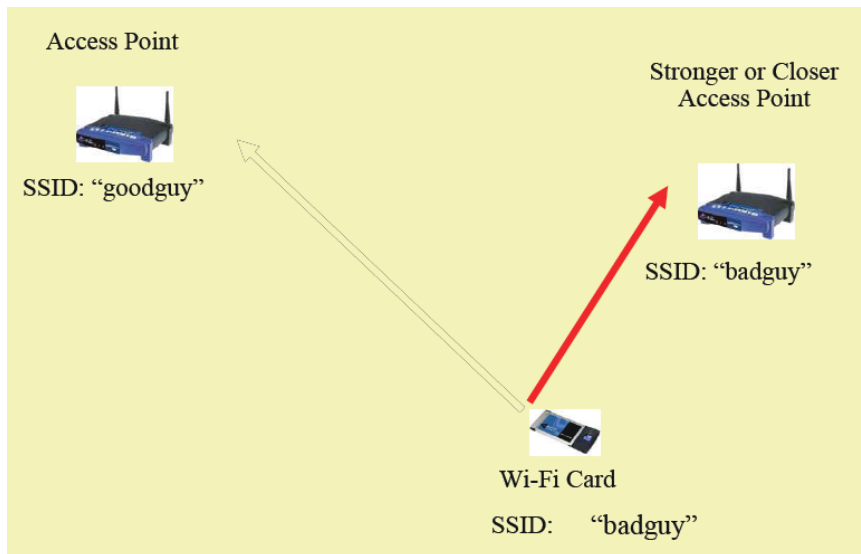 Access Point
SSID: “goodguy”
Stronger or Closer
Access Point
SSID: “badguy”
Wi-Fi Card
SSID: “badguy”